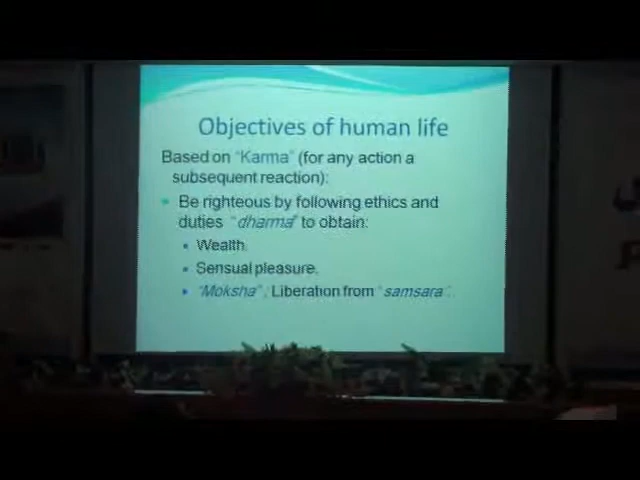 Objectives of human life
Based on "Karma" (for any action a
subsequent reaction):
Be righteous by following ethics and
duties "dharma" to obtain:
Wealth.
Sensual pleasure.
"Moksha", Liberation from "samsara".